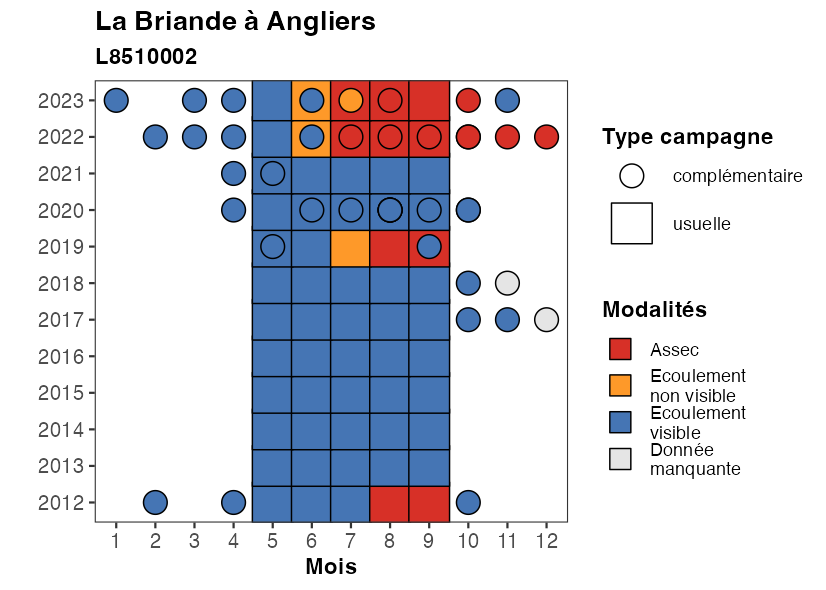 La Briande à Angliers
L8510002
2023
2022
2021
2020
2019
2018
2017
2016
2015
2014
2013
2012
1 2 3 4 5 6 7 8 9 10 11 12
Mois
Type campagne
complémentaire
usuelle
Modalités
Assec
Ecoulement
non visible
Ecoulement
visible
Donnée
manquante